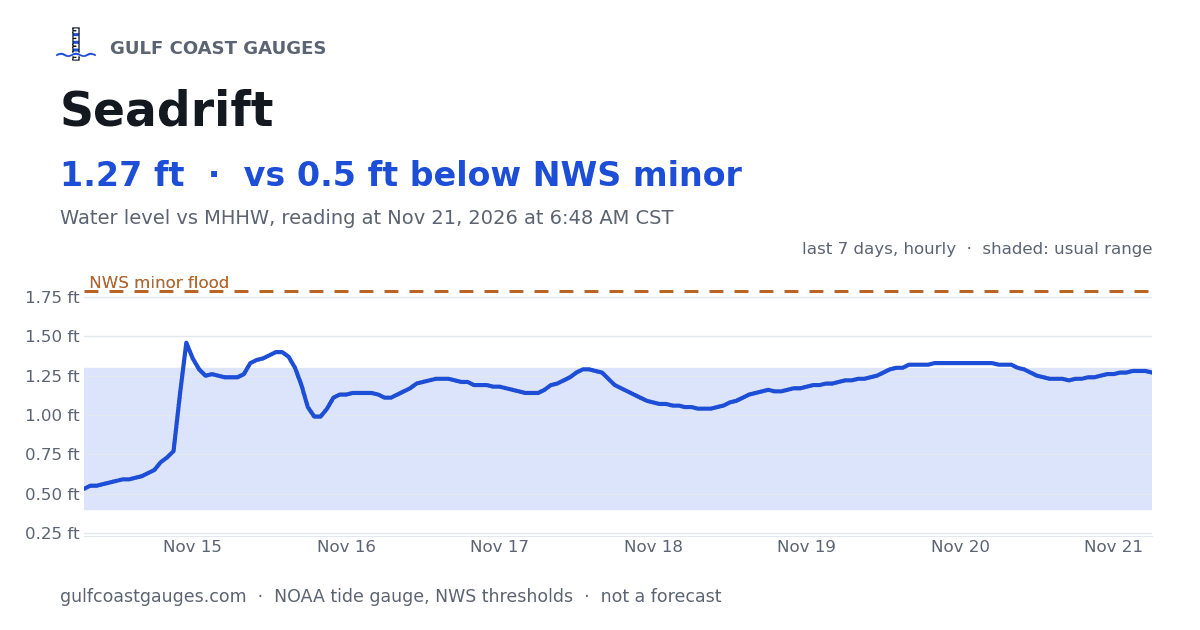 GULF COAST GAUGES
Seadrift
1.27 ft · vs 0.5 ft below NWS minor
Water level vs MHHW, reading at Nov 21, 2026 at 6:48 AM CST
last 7 days, hourly · shaded: usual range
NWS minor flood
1.75 ft
1.50 ft
1.25 ft
1.00 ft
0.75 ft
0.50 ft
0.25 ft
Nov 15 Nov 16 Nov 17 Nov 18 Nov 19 Nov 20 Nov 21
gulfcoastgauges.com · NOAA tide gauge, NWS thresholds · not a forecast